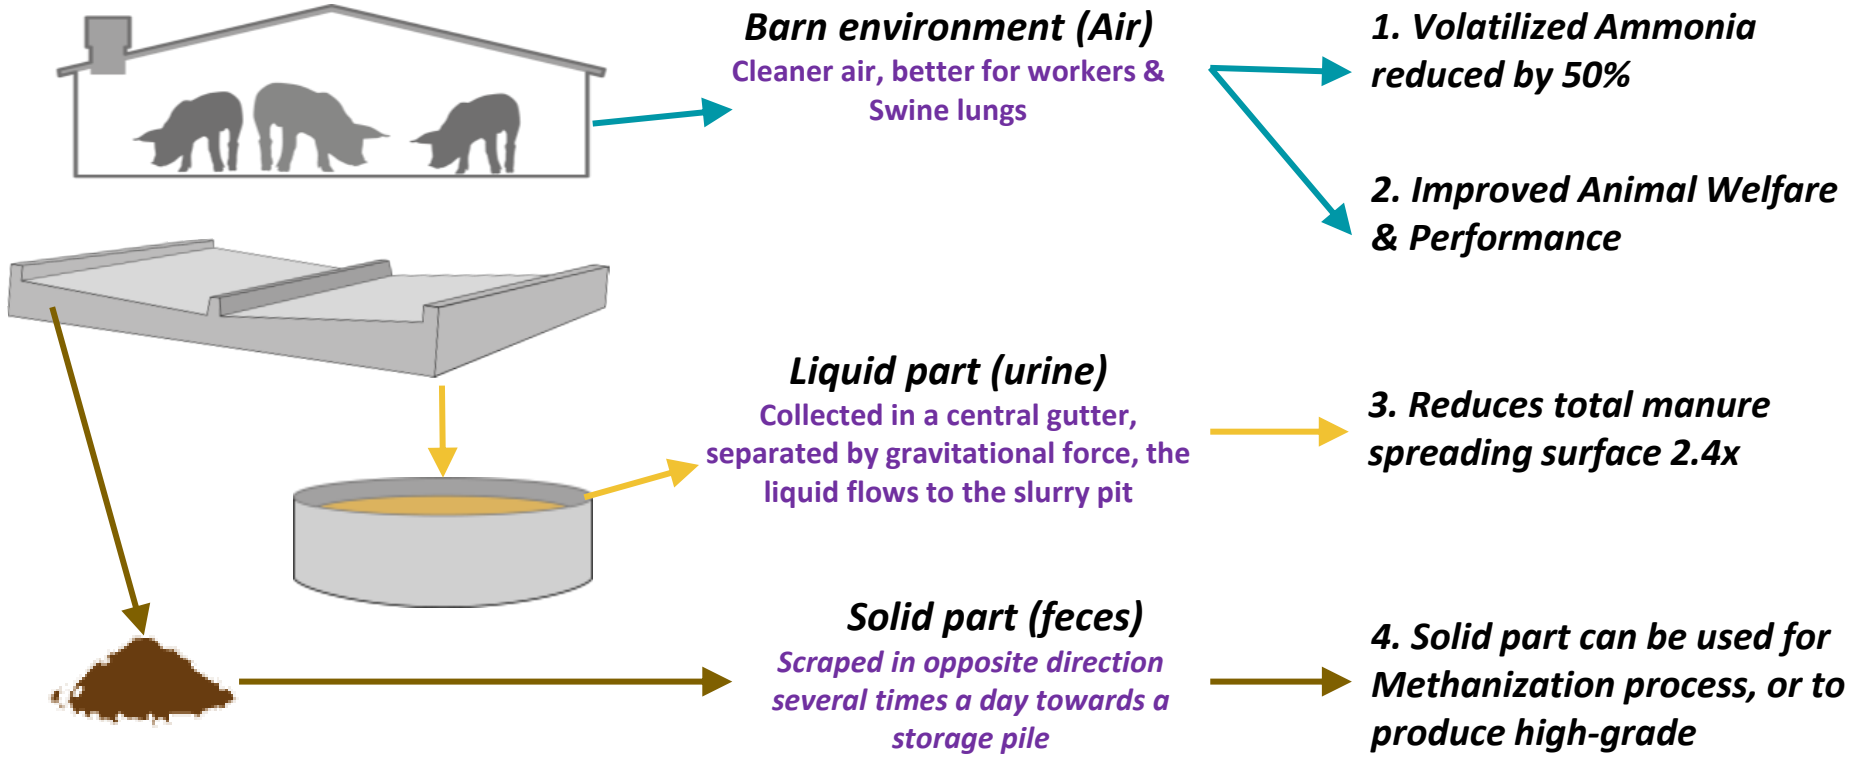 Barn environment (Air)
Cleaner air, better for workers &
Swine lungs
1. Volatilized Ammonia
reduced by 50%
2. Improved Animal Welfare
& Performance
Liquid part (urine)
Collected in a central gutter,
separated by gravitational force, the
liquid flows to the slurry pit
3. Reduces total manure
spreading surface 2.4x
Solid part (feces)
Scraped in opposite direction
several times a day towards a
storage pile
4. Solid part can be used for
Methanization process, or to
produce high-grade